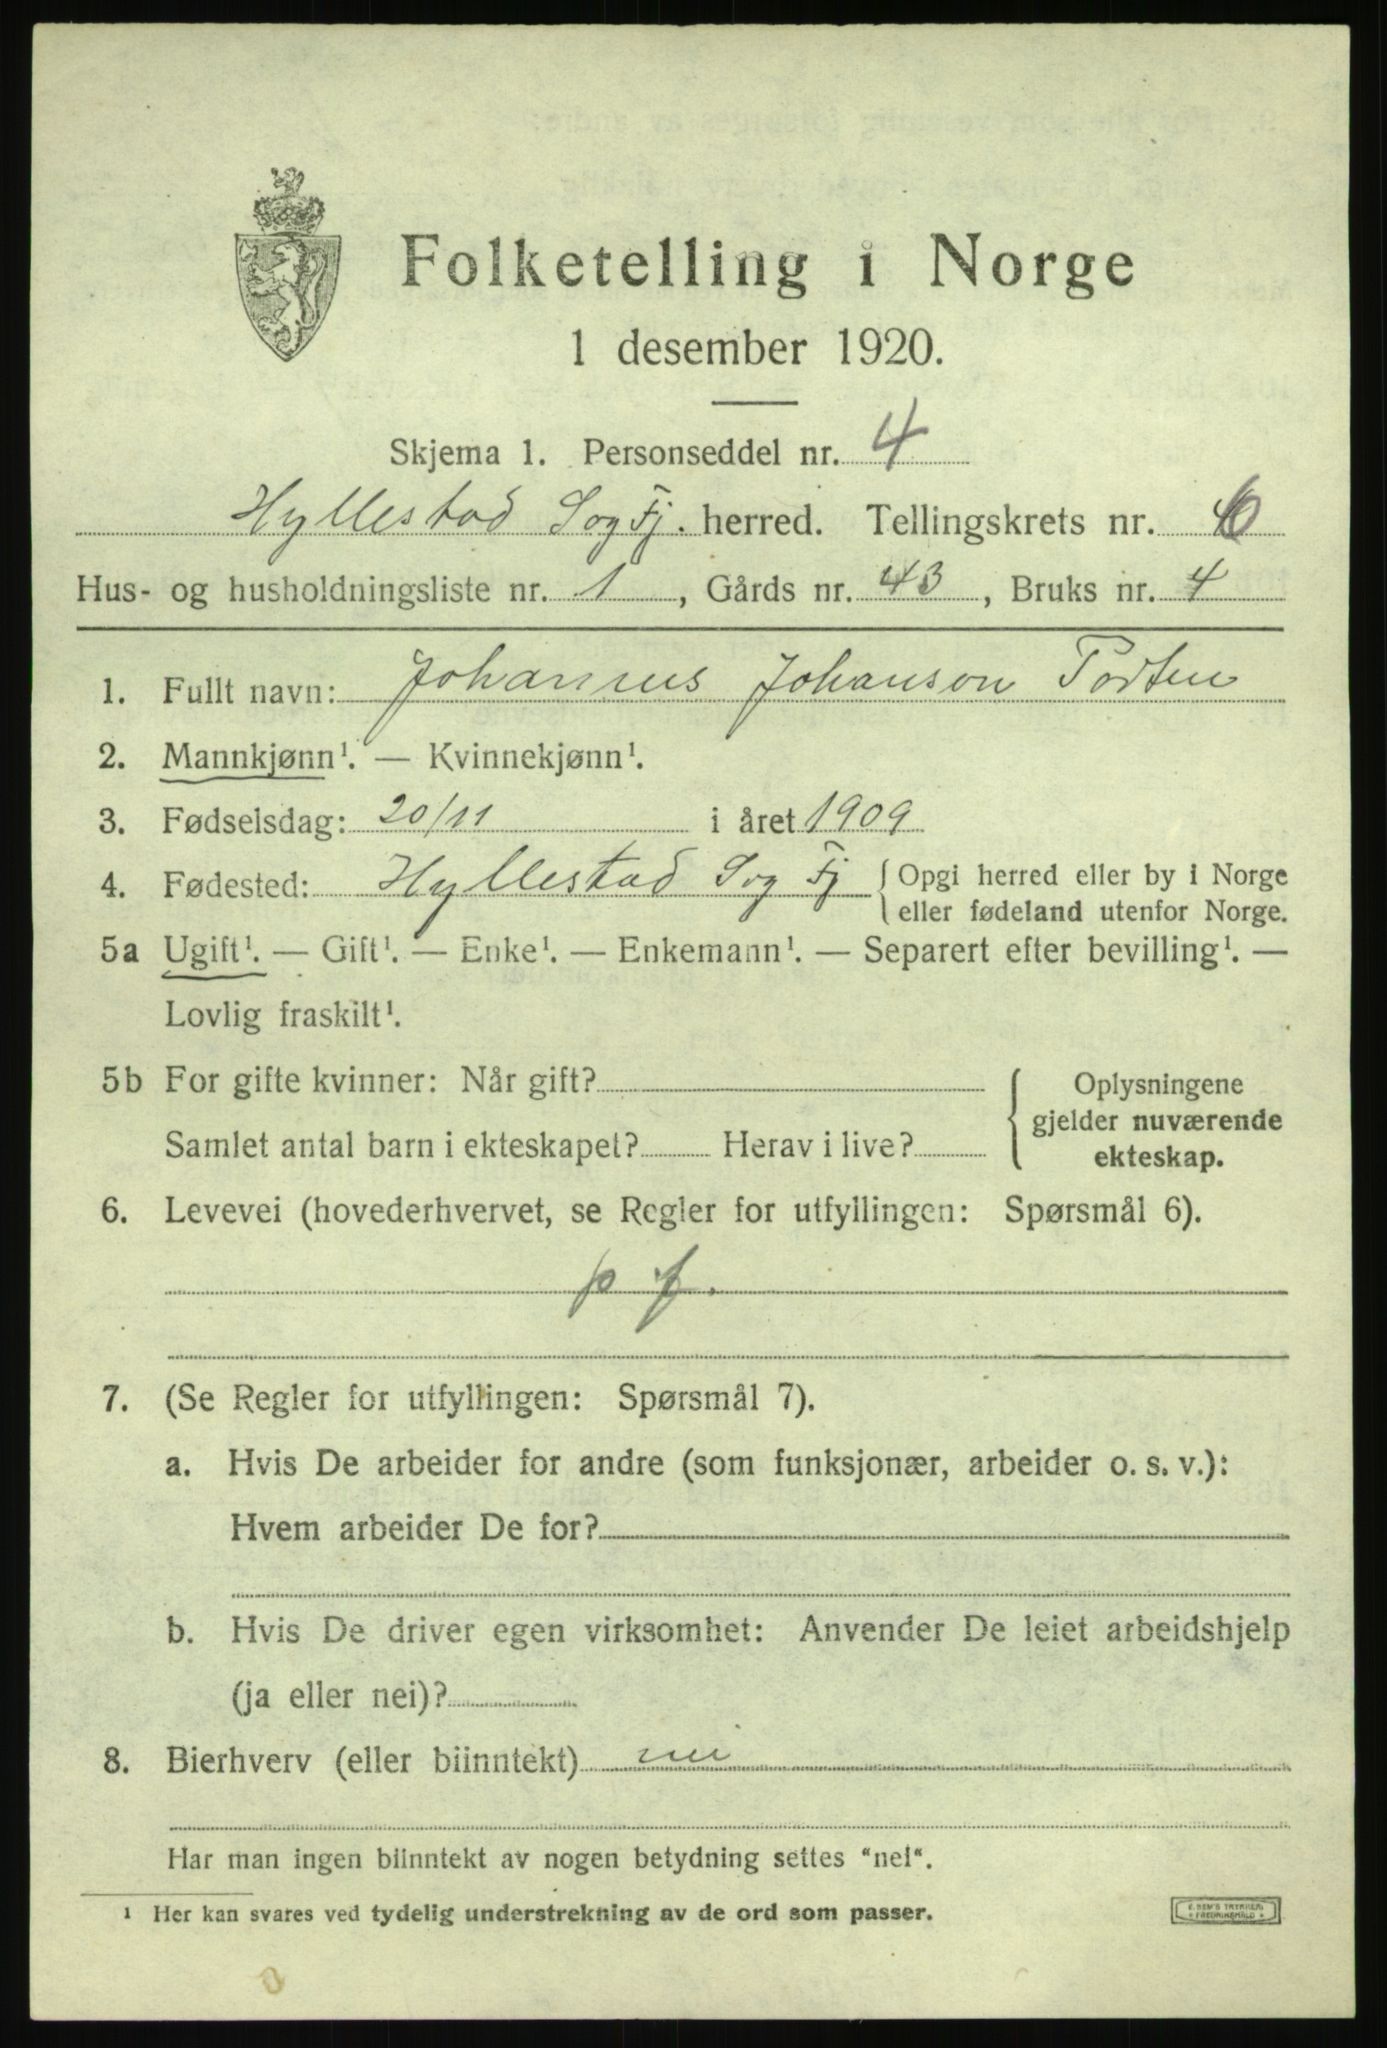 Folketelling i Norge
1 desember 1920.
Skjema 1. Personseddel nr. 4
Hyllestad Sog Fj. herred. Tellingskrets nr. 6
Hus- og husholdningsliste nr. 1, Gårds nr. 43, Bruks nr. 4
1. Fullt navn: Johannes Johanson Porten
2. Mannkjønn¹. — Kvinnekjønn¹.
3. Fødselsdag: 20/11 i året 1909
4. Fødested: Hyllestad Sog Fj { Opgi herred eller by i Norge
eller fødeland utenfor Norge.
5a Ugift¹. — Gift¹. — Enke¹. — Enkemann¹. — Separert efter bevilling¹. —
Lovlig fraskilt¹.
5b For gifte kvinner: Når gift?
Samlet antal barn i ekteskapet? Herav i live?
{ Oplysningene
gjelder nuværende
ekteskap.
6. Levevei (hovederhvervet, se Regler for utfyllingen: Spørsmål 6).
p f.
7. (Se Regler for utfyllingen: Spørsmål 7).
a. Hvis De arbeider for andre (som funksjonær, arbeider o. s. v.):
Hvem arbeider De for?
b. Hvis De driver egen virksomhet: Anvender De leiet arbeidshjelp
(ja eller nei)?
8. Bierhverv (eller biinntekt) nei
Har man ingen biinntekt av nogen betydning settes “nei“.
¹ Her kan svares ved tydelig understrekning av de ord som passer.